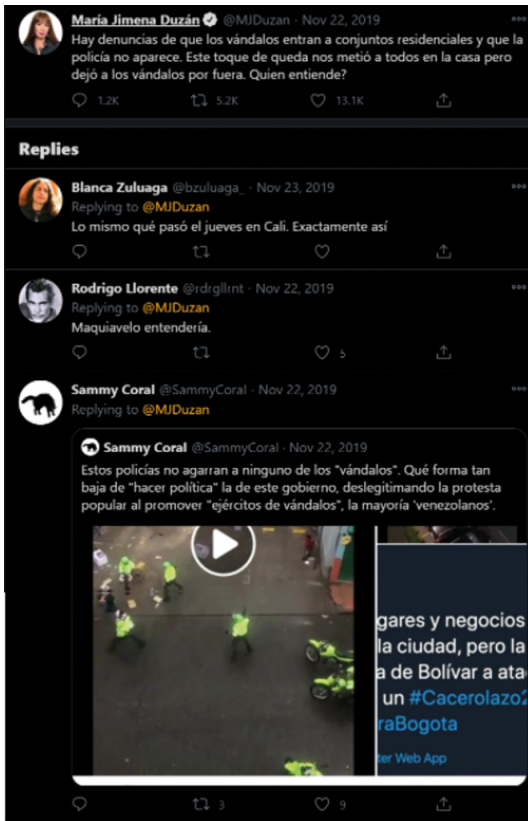 María Jimena Duzán @MJDuzan · Nov 22, 2019
Hay denuncias de que los vándalos entran a conjuntos residenciales y que la
policía no aparece. Este toque de queda nos metió a todos en la casa pero
dejó a los vándalos por fuera. Quien entiende?
1.2K 5.2K 13.1K
Replies
Blanca Zuluaga @bzuluaga_ · Nov 23, 2019
Replying to @MJDuzan
Lo mismo qué pasó el jueves en Cali. Exactamente así
Rodrigo Llorente @rdrgllrnt · Nov 22, 2019
Replying to @MJDuzan
Maquiavelo entendería.
5
Sammy Coral @SammyCoral · Nov 22, 2019
Replying to @MJDuzan
Sammy Coral @SammyCoral · Nov 22, 2019
Estos policías no agarran a ninguno de los "vándalos". Qué forma tan
baja de "hacer política" la de este gobierno, deslegitimando la protesta
popular al promover "ejércitos de vándalos", la mayoría 'venezolanos'.
gares y negocios
la ciudad, pero la
a de Bolívar a ata
un #Cacerolazo2
raBogota
ter Web App
3 9